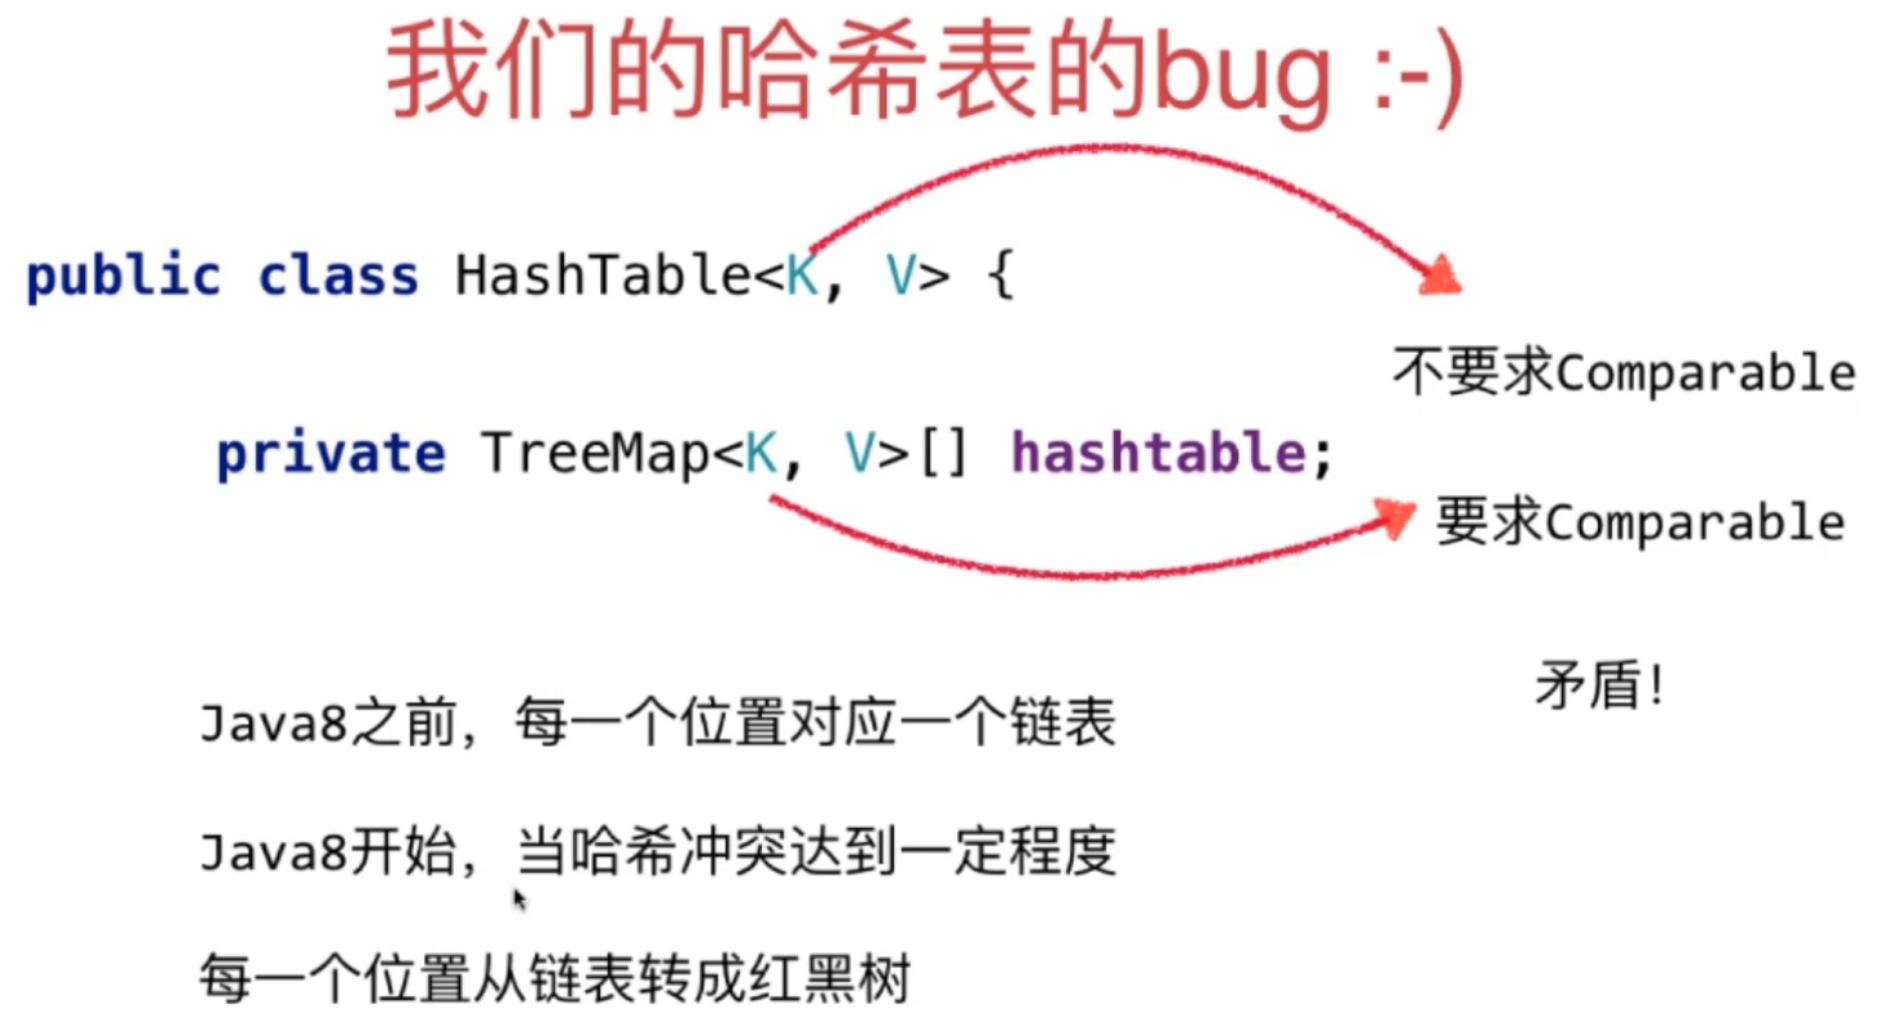 我们的哈希表的bug :-)
public class HashTable<K, V> {
不要求Comparable
private TreeMap<K, V>[] hashtable;
要求Comparable
矛盾!
Java8之前，每一个位置对应一个链表
Java8开始，当哈希冲突达到一定程度
每一个位置从链表转成红黑树